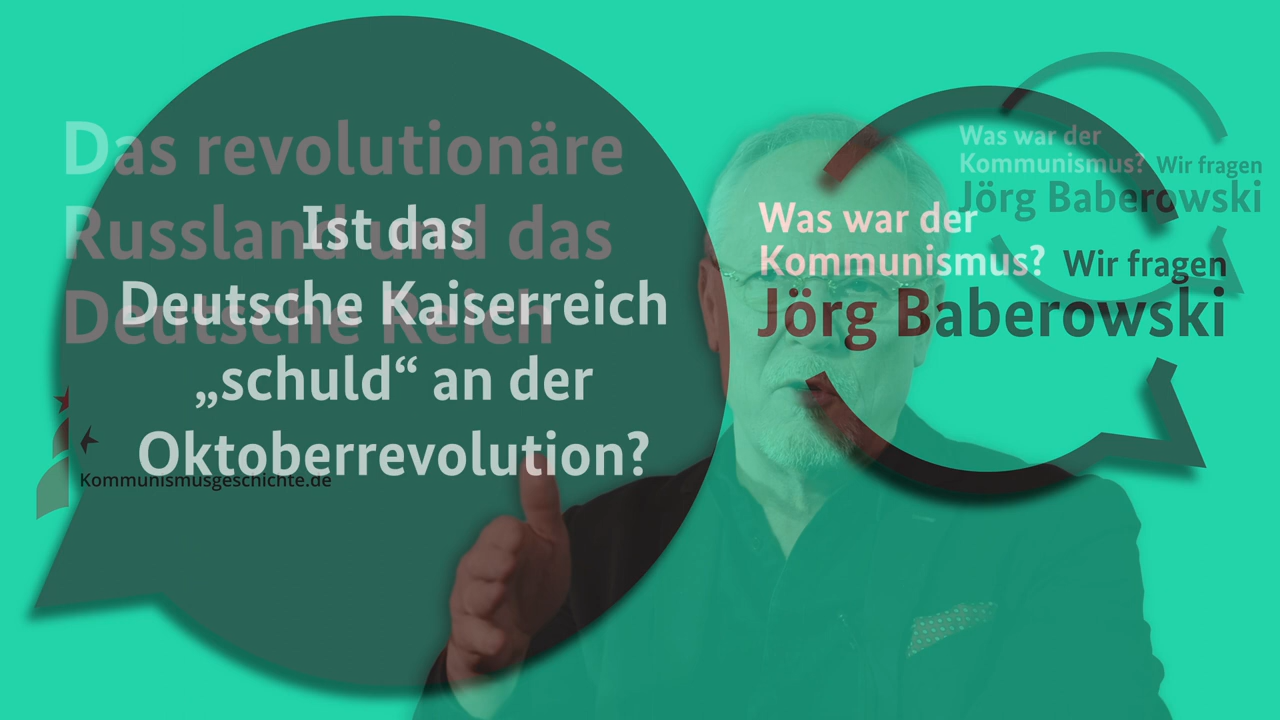 Das revolutionäre
Russland und das
Deutsche Reich
Ist das
Deutsche Kaiserreich
„schuld“ an der
Oktoberrevolution?
Kommunismusgeschichte.de
Was war der
Kommunismus? Wir fragen
Jörg Baberowski
Was war der
Kommunismus? Wir fragen
Jörg Baberowski